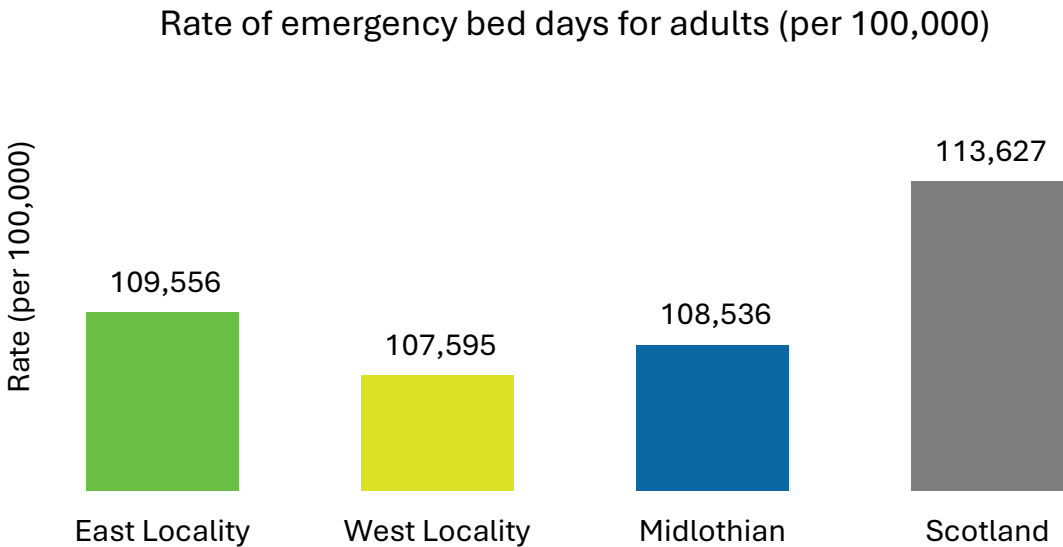 Rate of emergency bed days for adults (per 100,000)
Rate (per 100,000)
109,556
107,595
108,536
113,627
East Locality
West Locality
Midlothian
Scotland